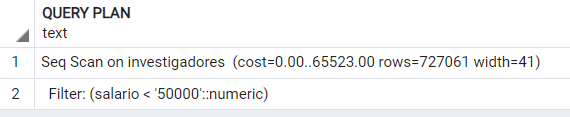 QUERY PLAN
text
1 Seq Scan on investigadores (cost=0.00..65523.00 rows=727061 width=41)
2 Filter: (salario < '50000'::numeric)